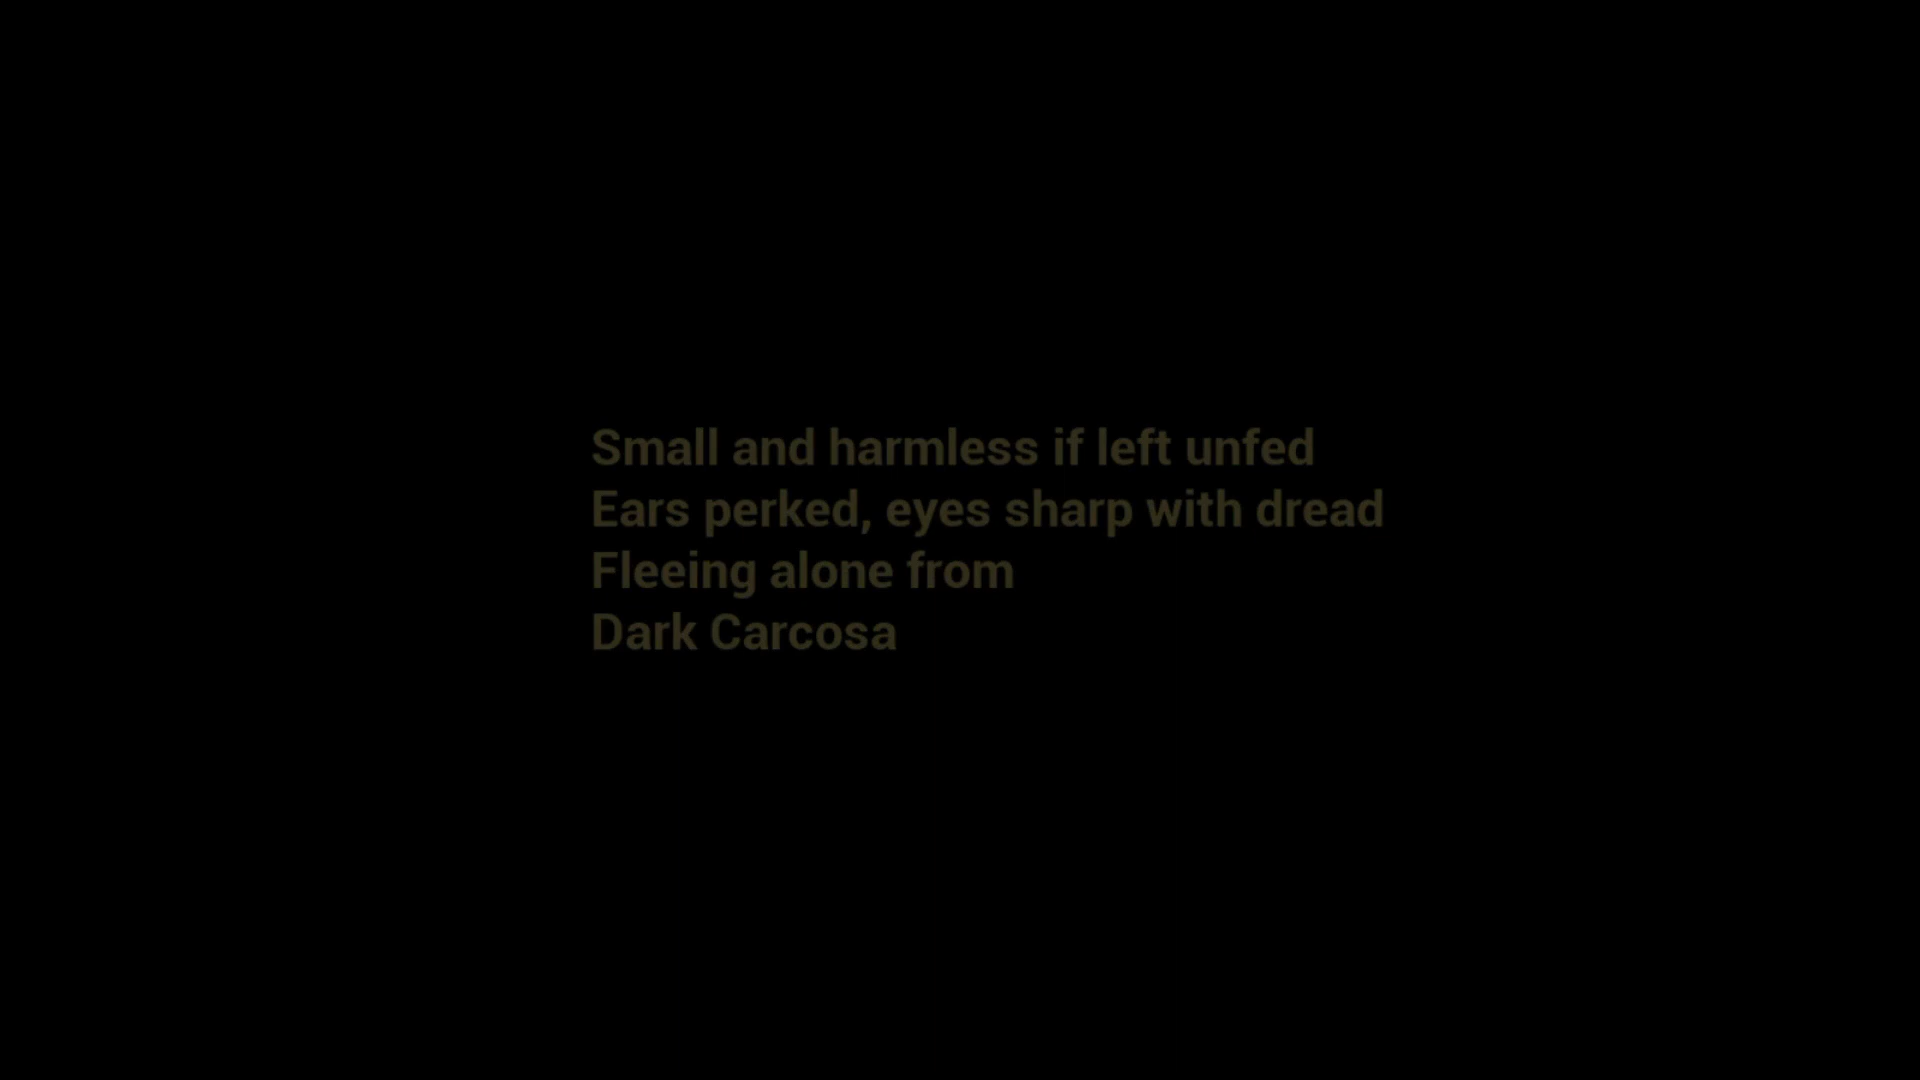 Small and harmless if left unfed
Ears perked, eyes sharp with dread
Fleeing alone from
Dark Carcosa